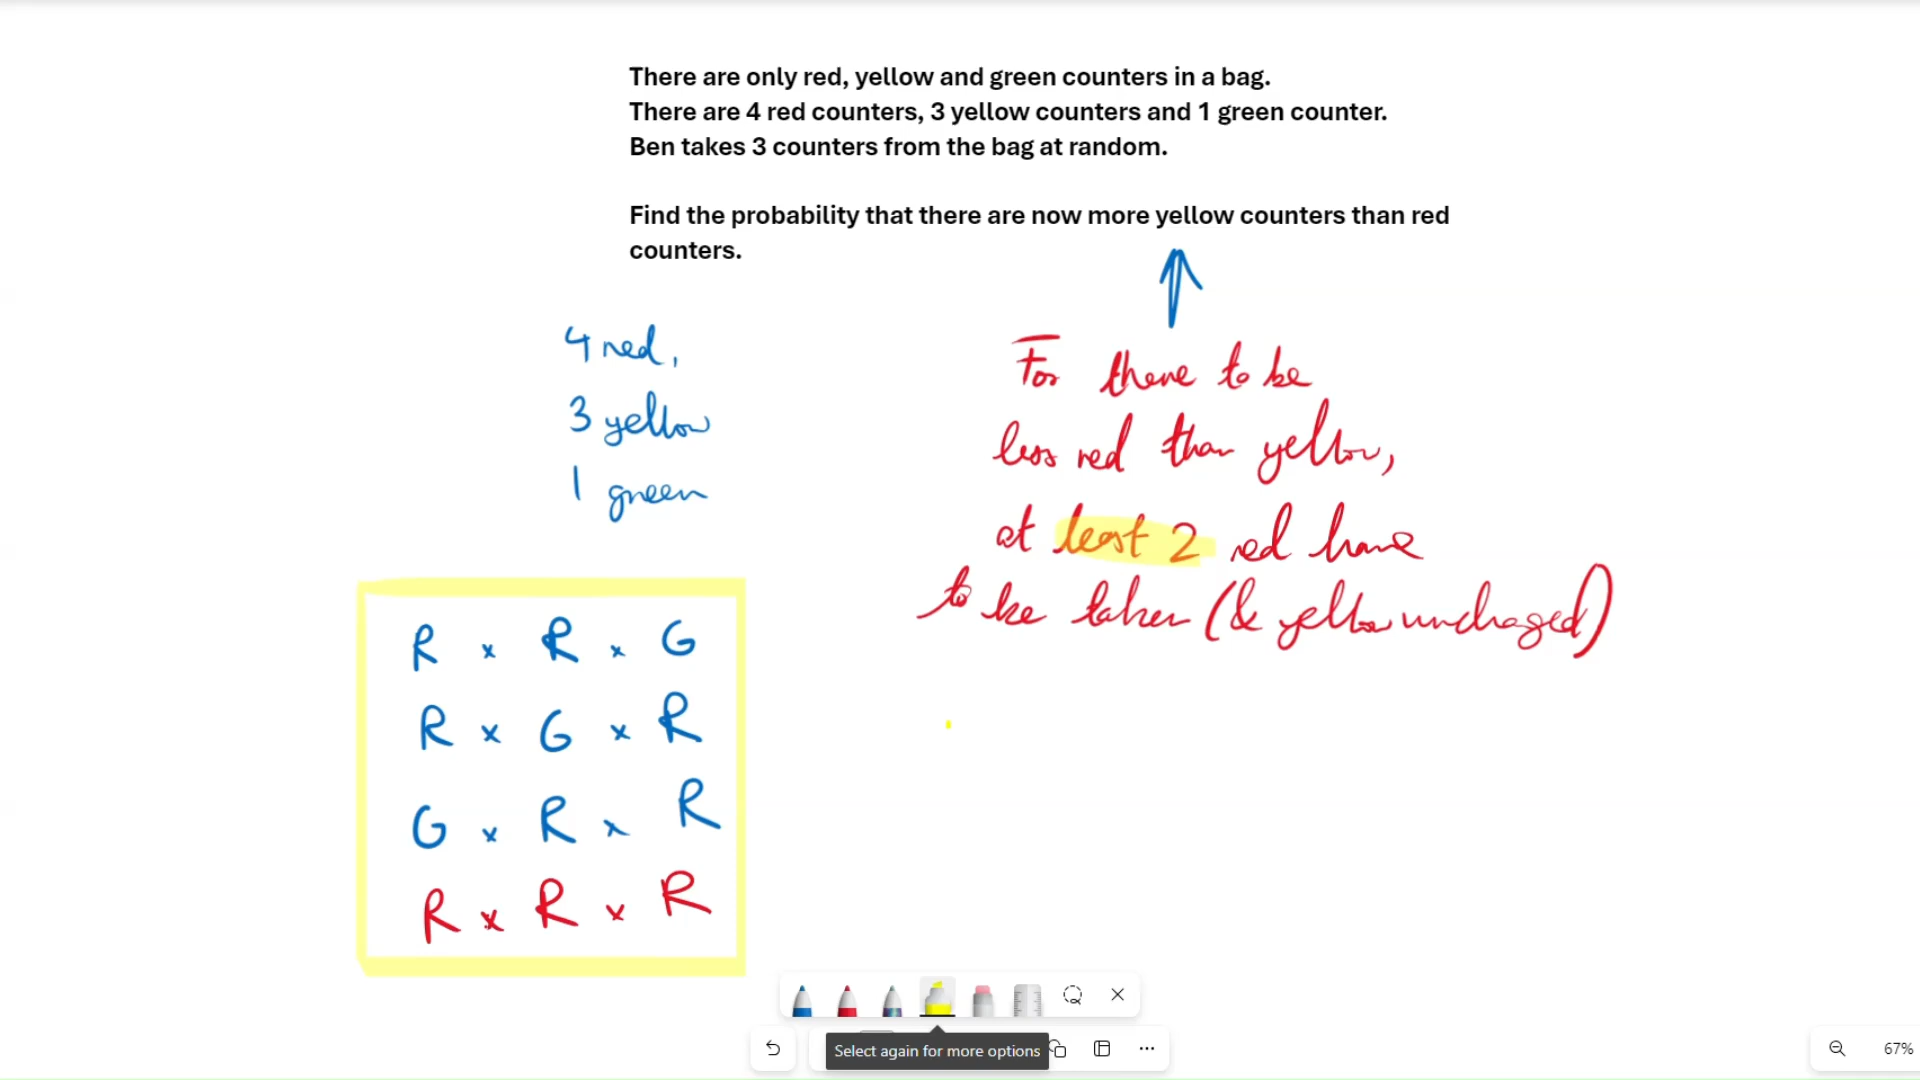 There are only red, yellow and green counters in a bag.
There are 4 red counters, 3 yellow counters and 1 green counter.
Ben takes 3 counters from the bag at random.
Find the probability that there are now more yellow counters than red
counters.
4 red,
3 yellow
1 green
For there to be
less red than yellow,
at least 2 red have
to be taken (& yellow unchaged)
R x R x G
R x G x R
G x R x R
R x R x R
Select again for more options
67%